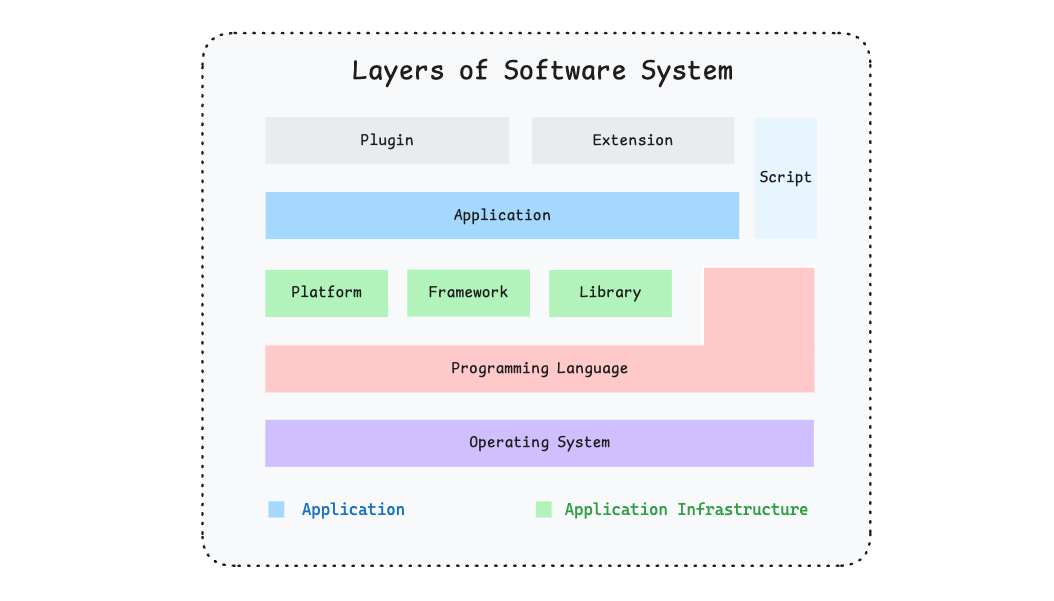 Layers of Software System
Plugin
Extension
Script
Application
Platform
Framework
Library
Programming Language
Operating System
Application
Application Infrastructure